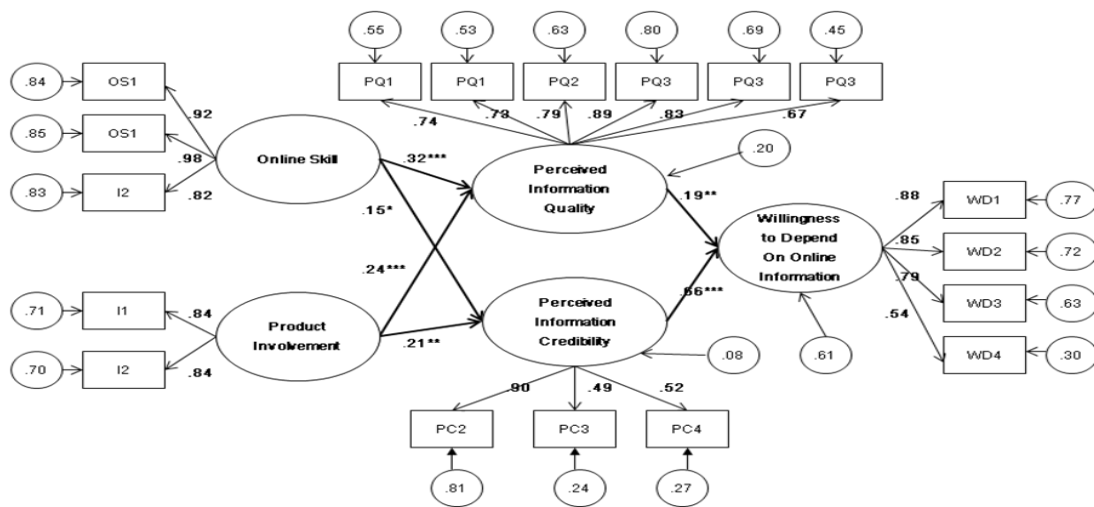 .55 .53 .63 .80 .69 .45
.84 OS1 PQ1 PQ1 PQ2 PQ3 PQ3 PQ3
.92 .74 .73 .79 .89 .83 .67
.85 OS1
.98 Online Skill .32*** Perceived
Information
Quality .20
.83 I2 .82 .15* .19**
.88 WD1 .77
Willingness
to Depend
On Online
Information
.85 WD2 .72
.24***
.79 WD3 .63
.71 I1 .84 Product
Involvement Perceived
Information
Credibility
.54 WD4 .30
.21** .08 .61
.70 I2 .84
.90 .49 .52
PC2 PC3 PC4
.81 .24 .27